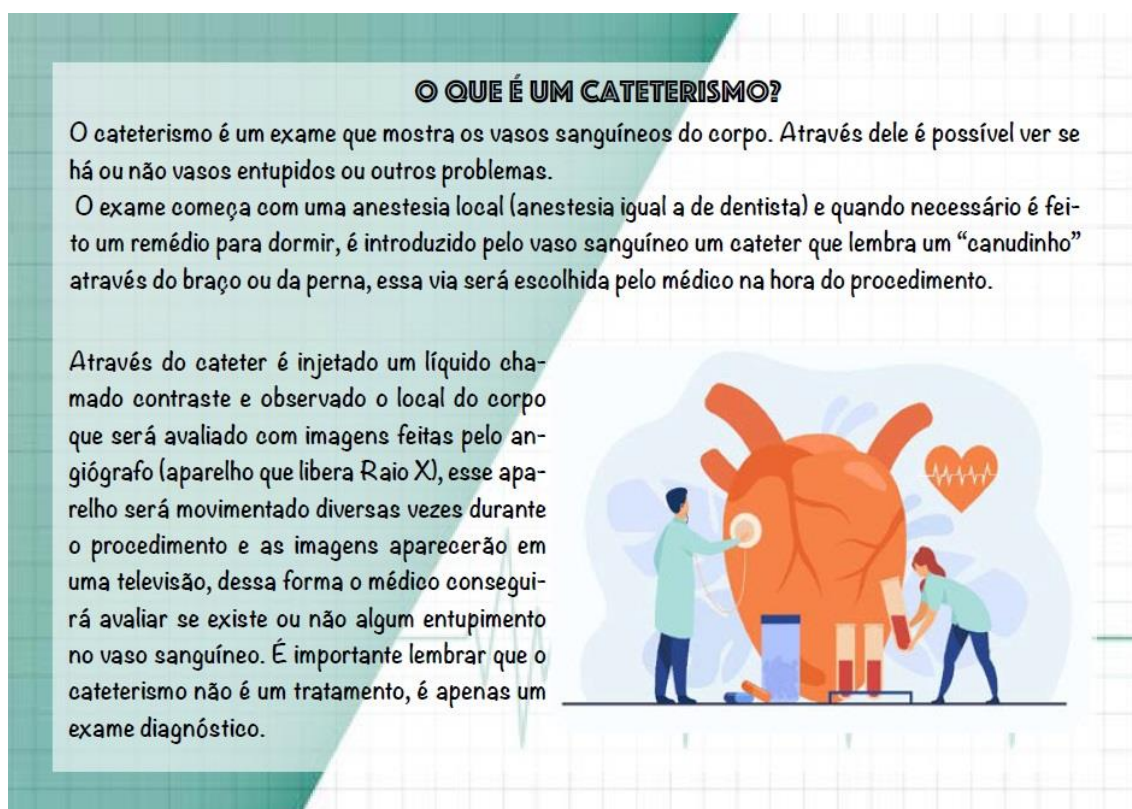 O QUE É UM CATETERISMO?
O cateterismo é um exame que mostra os vasos sanguíneos do corpo. Através dele é possível ver se
há ou não vasos entupidos ou outros problemas.
O exame começa com uma anestesia local (anestesia igual a de dentista) e quando necessário é fei-
to um remédio para dormir, é introduzido pelo vaso sanguíneo um cateter que lembra um “canudinho”
através do braço ou da perna, essa via será escolhida pelo médico na hora do procedimento.
Através do cateter é injetado um líquido cha-
mado contraste e observado o local do corpo
que será avaliado com imagens feitas pelo an-
giógrafo (aparelho que libera Raio X), esse apa-
relho será movimentado diversas vezes durante
o procedimento e as imagens aparecerão em
uma televisão, dessa forma o médico consegui-
rá avaliar se existe ou não algum entupimento
no vaso sanguíneo. É importante lembrar que o
cateterismo não é um tratamento, é apenas um
exame diagnóstico.